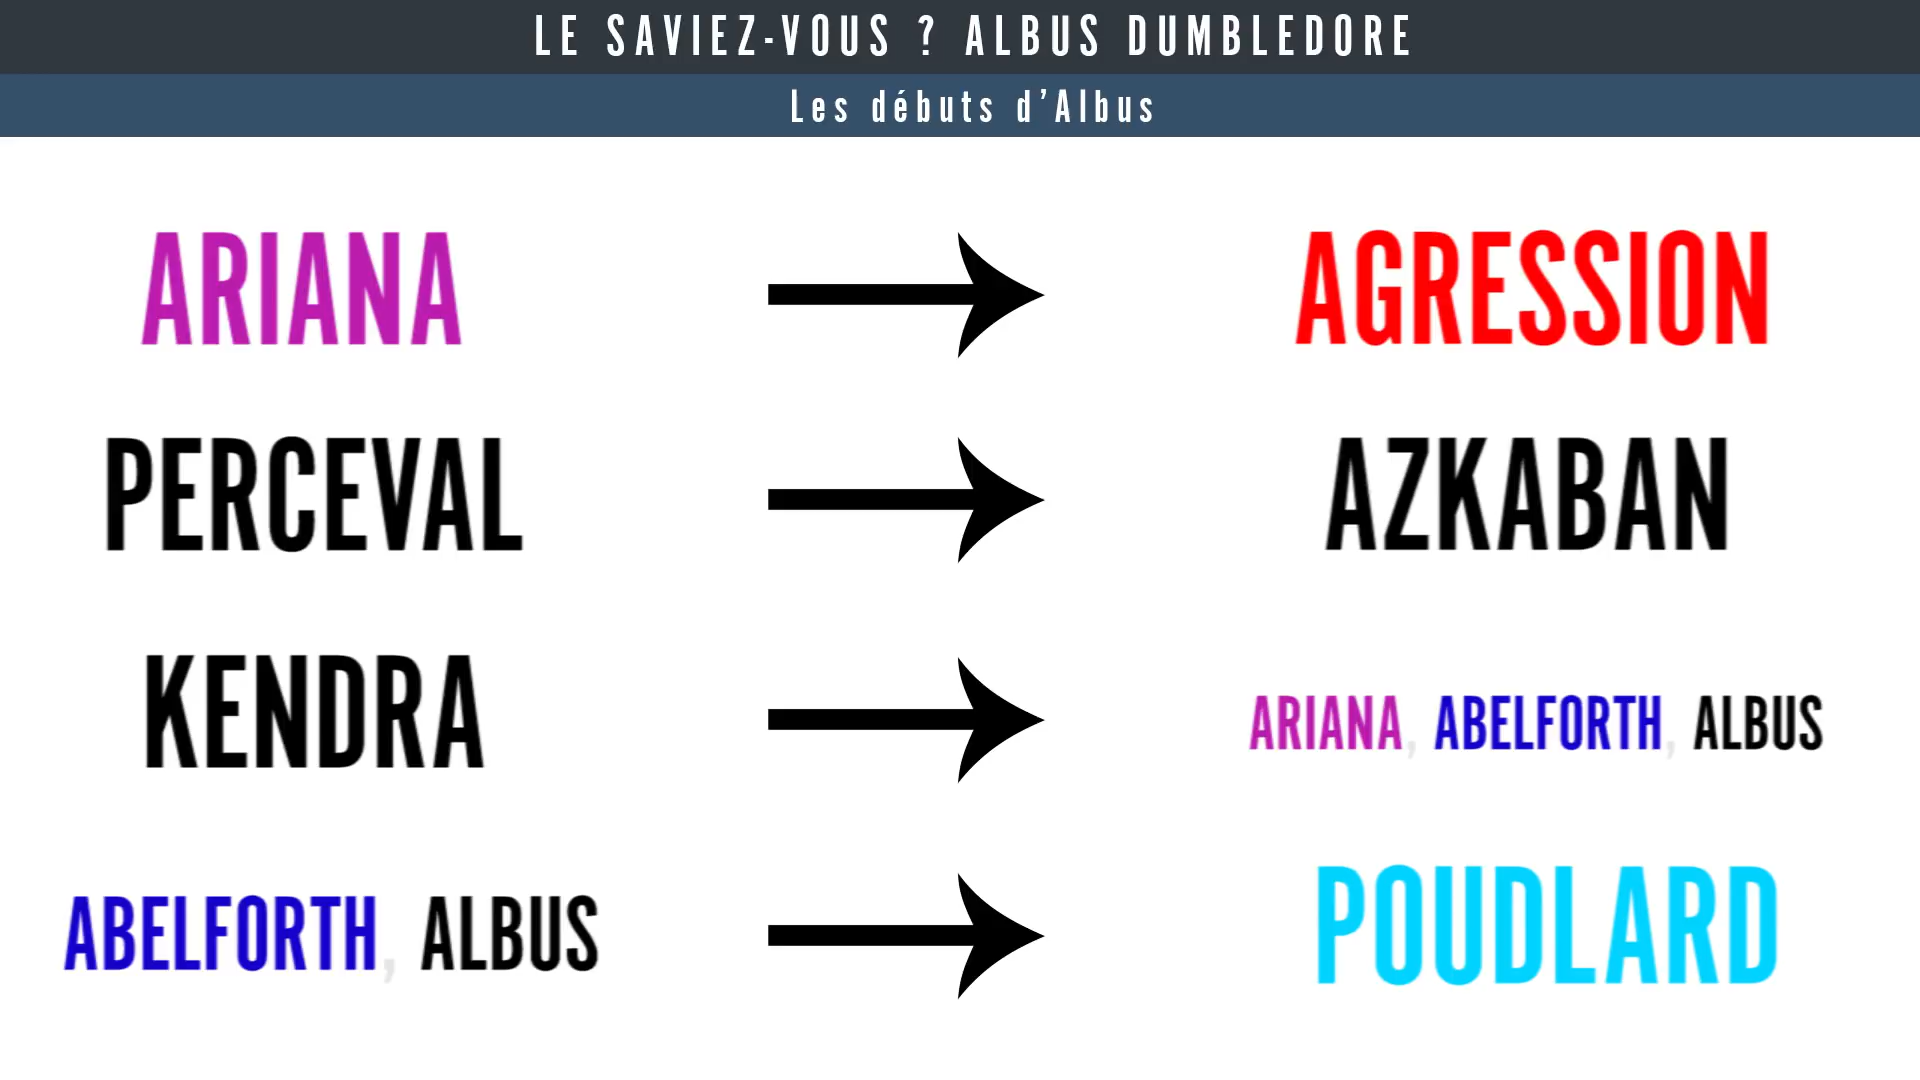 LE SAVIEZ-VOUS ? ALBUS DUMBLEDORE
Les débuts d'Albus
ARIANA AGRESSION
PERCEVAL AZKABAN
KENDRA ARIANA, ABELFORTH, ALBUS
ABELFORTH, ALBUS POUDLARD